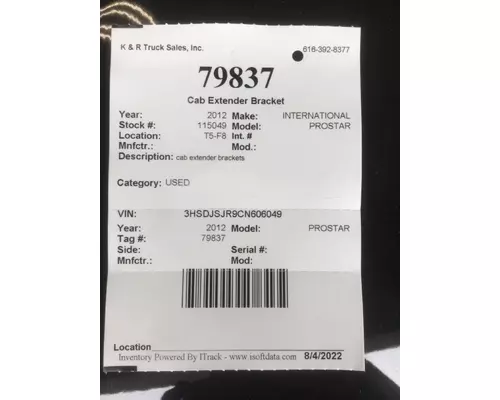 K & R Truck Sales, Inc. 616-392-8377
79837
Cab Extender Bracket
Year: 2012 Make: INTERNATIONAL
Stock #: 115049 Model: PROSTAR
Location: T5-F8 Int. #
Mnfctr.: Mod.:
Description: cab extender brackets
Category: USED
VIN: 3HSDJSJR9CN606049
Year: 2012 Model: PROSTAR
Tag #: 79837
Side: Serial #:
Mnfctr.: Mod:
Location
Inventory Powered By ITrack - www.isoftdata.com 8/4/2022